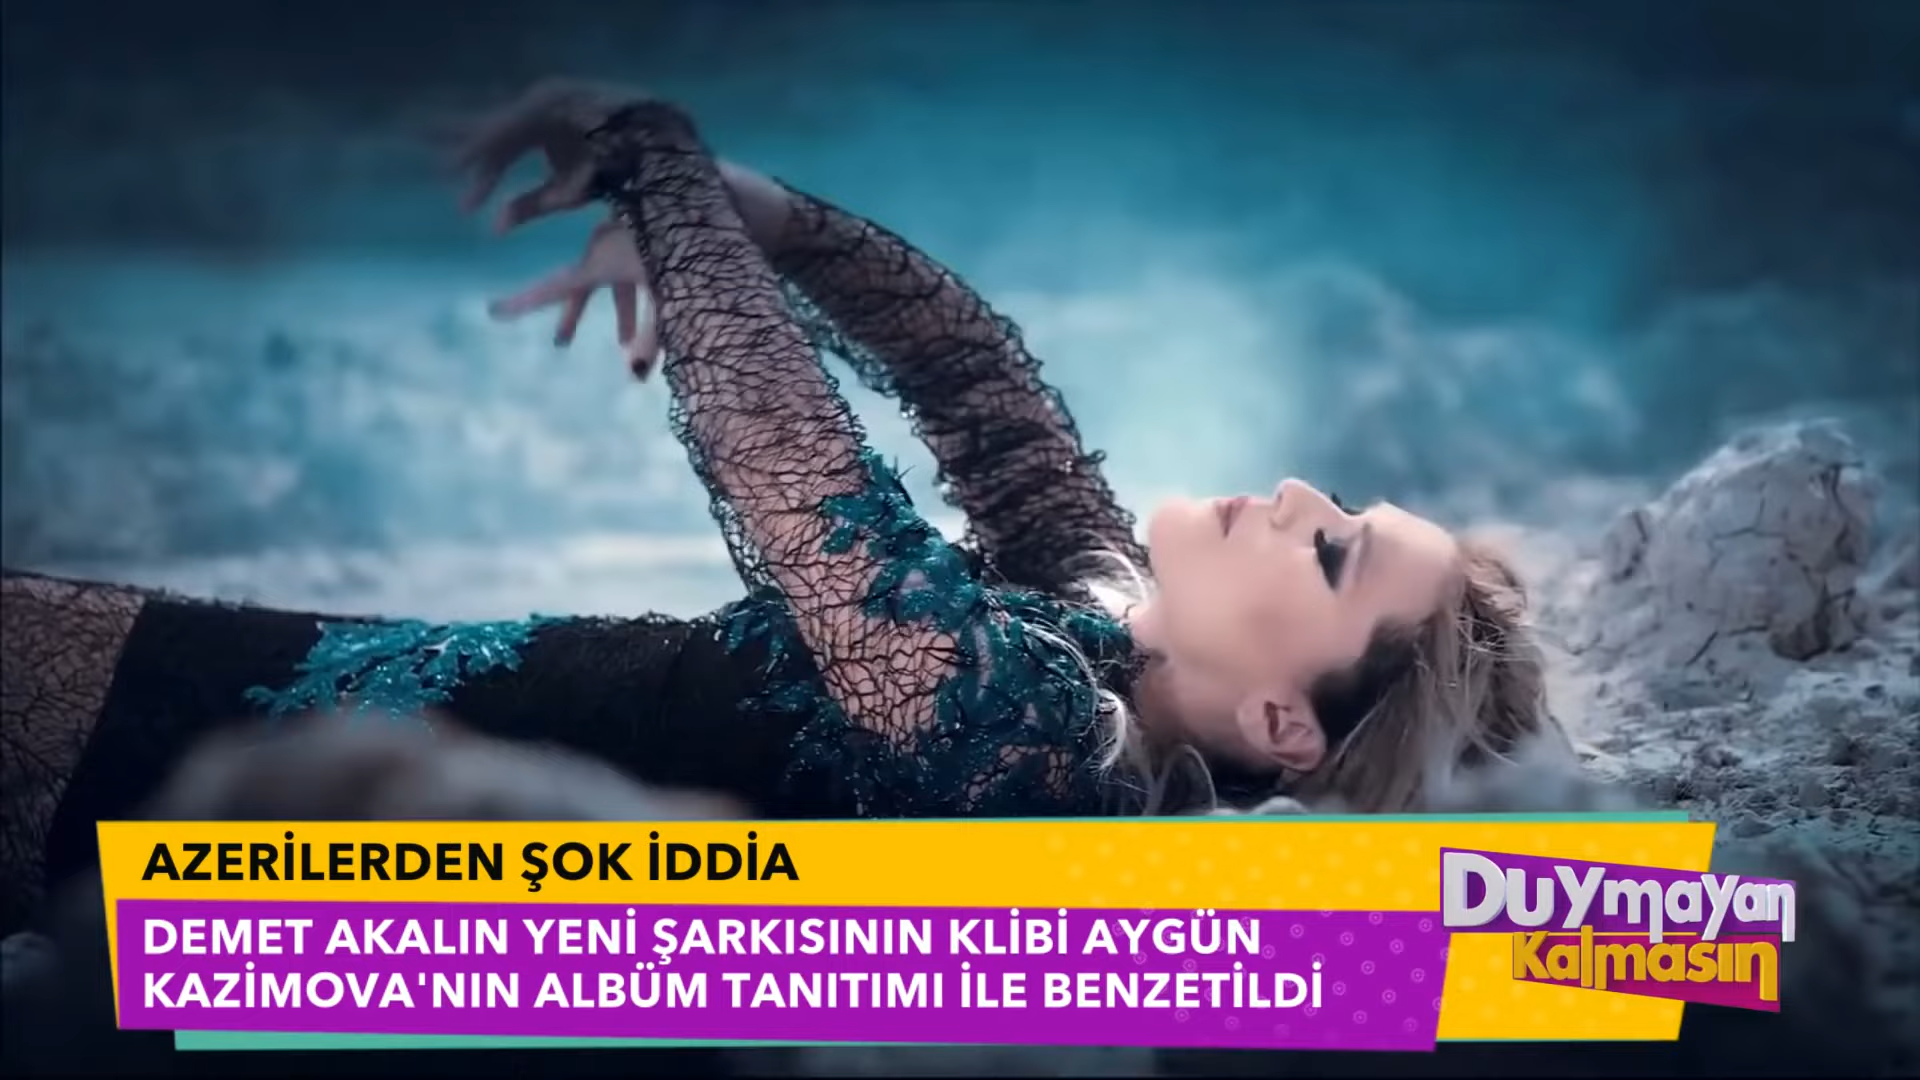 AZERİLERDEN ŞOK İDDİA
DEMET AKALIN YENİ ŞARKISININ KLİBİ AYGÜN
KAZİMOVA'NIN ALBÜM TANITIMI İLE BENZETİLDİ
Duymayan
Kalmasın